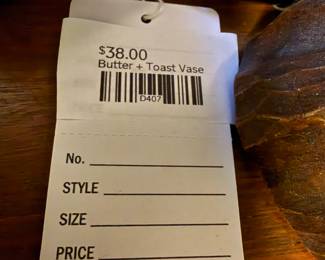 $38.00
Butter + Toast Vase
D407
No.
STYLE
SIZE
PRICE